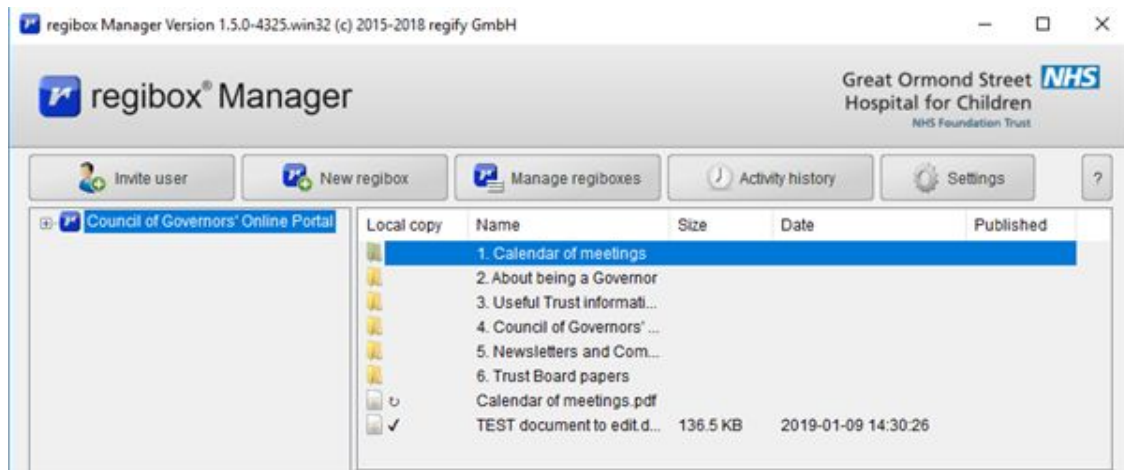 regibox Manager Version 1.5.0-4325.win32 (c) 2015-2018 regify GmbH
regibox® Manager
Great Ormond Street NHS
Hospital for Children
NHS Foundation Trust
Invite user New regibox Manage regiboxes Activity history Settings ?
Council of Governors' Online Portal
Local copy Name Size Date Published
1. Calendar of meetings
2. About being a Governor
3. Useful Trust informati...
4. Council of Governors' ...
5. Newsletters and Com...
6. Trust Board papers
Calendar of meetings.pdf
TEST document to edit.d... 136.5 KB 2019-01-09 14:30:26